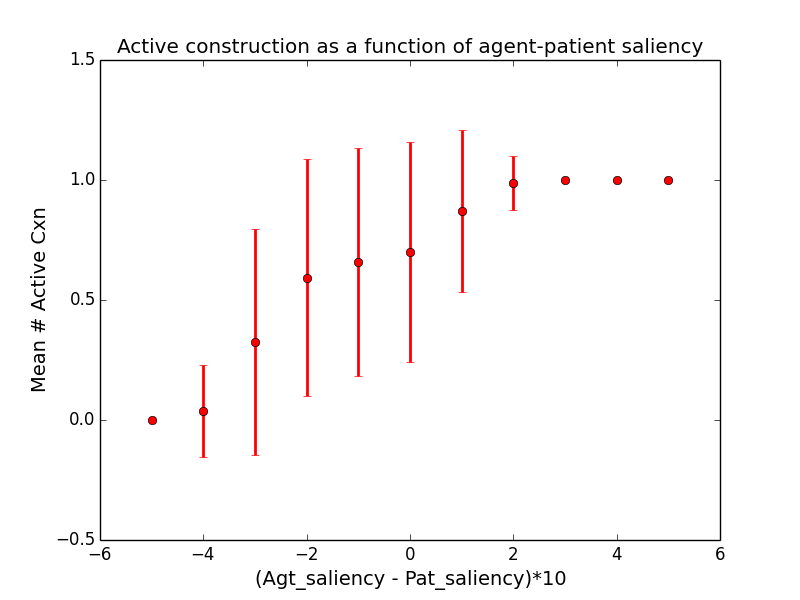 Active construction as a function of agent-patient saliency
1.5
1.0
0.5
0.0
−0.5
Mean # Active Cxn
−6 −4 −2 0 2 4 6
(Agt_saliency - Pat_saliency)*10